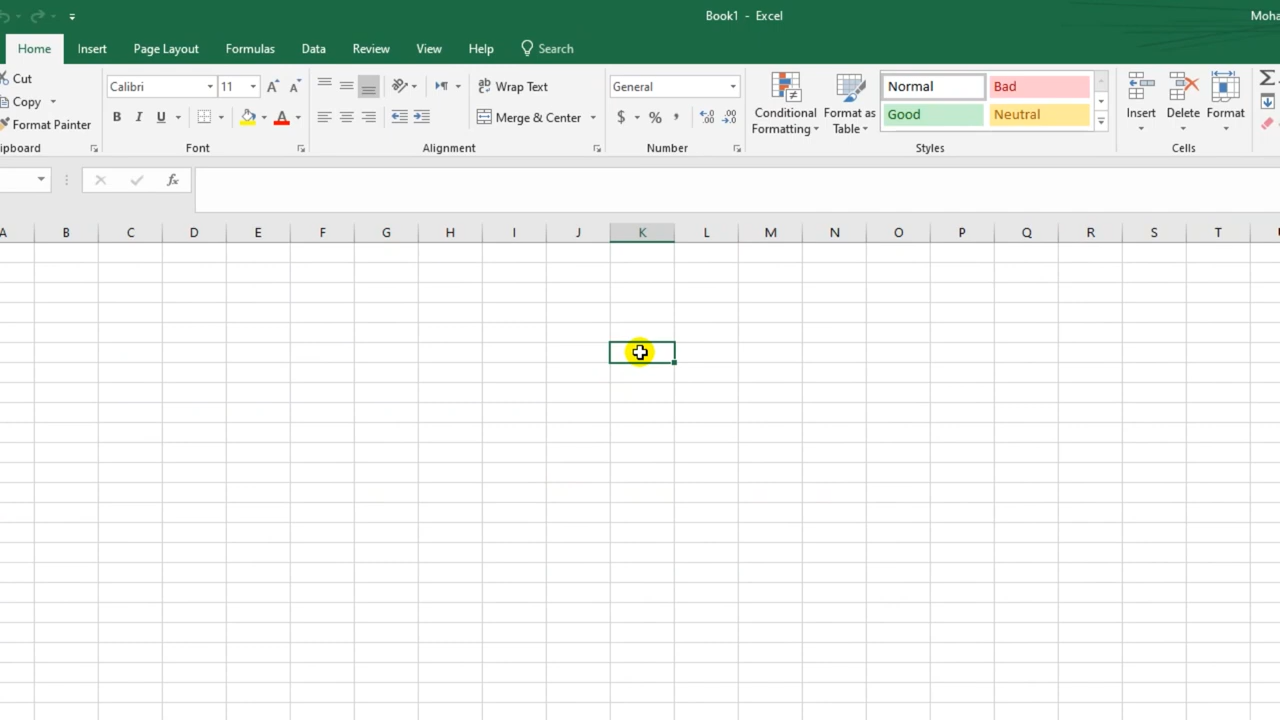 Book1 - Excel
Moha
Home Insert Page Layout Formulas Data Review View Help Search
Cut
Copy
Format Painter
Calibri 11
B I U A
Wrap Text
Merge & Center
General
$ % ,
Conditional Formatting
Format as Table
Normal Bad
Good Neutral
Insert Delete Format
ipboard Font Alignment Number Styles Cells
fx
A B C D E F G H I J K L M N O P Q R S T